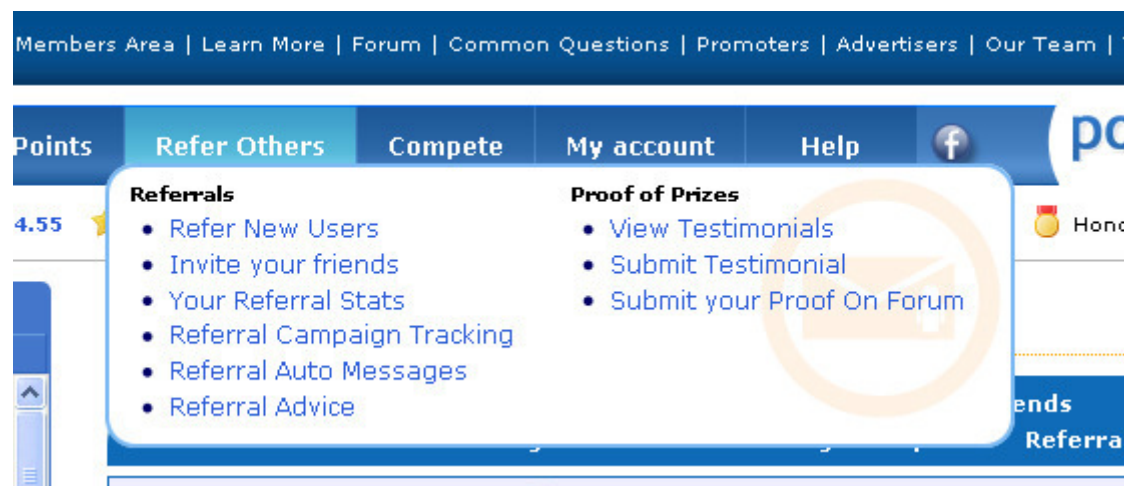 Members Area | Learn More | Forum | Common Questions | Promoters | Advertisers | Our Team |
Points Refer Others Compete My account Help f po
Referrals Proof of Prizes
4.55 • Refer New Users • View Testimonials Hono
• Invite your friends • Submit Testimonial
• Your Referral Stats • Submit your Proof On Forum
• Referral Campaign Tracking
• Referral Auto Messages
• Referral Advice
ends
Referra